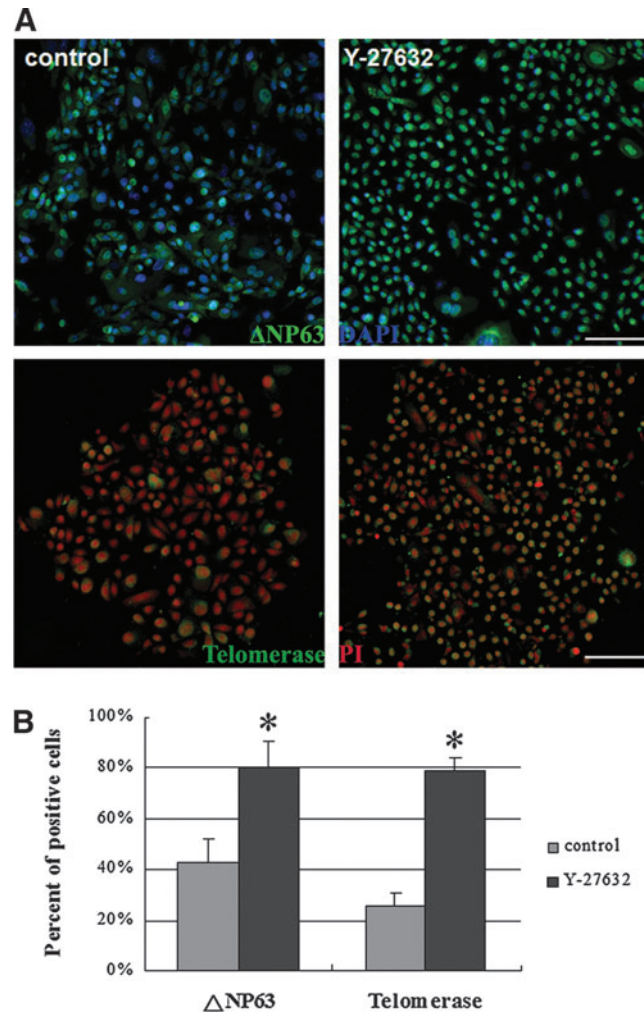 A
control
Y-27632
ΔNP63
DAPI
Telomerase
PI
B
100%
80%
60%
40%
20%
0%
Percent of positive cells
*
*
△NP63
Telomerase
control
Y-27632